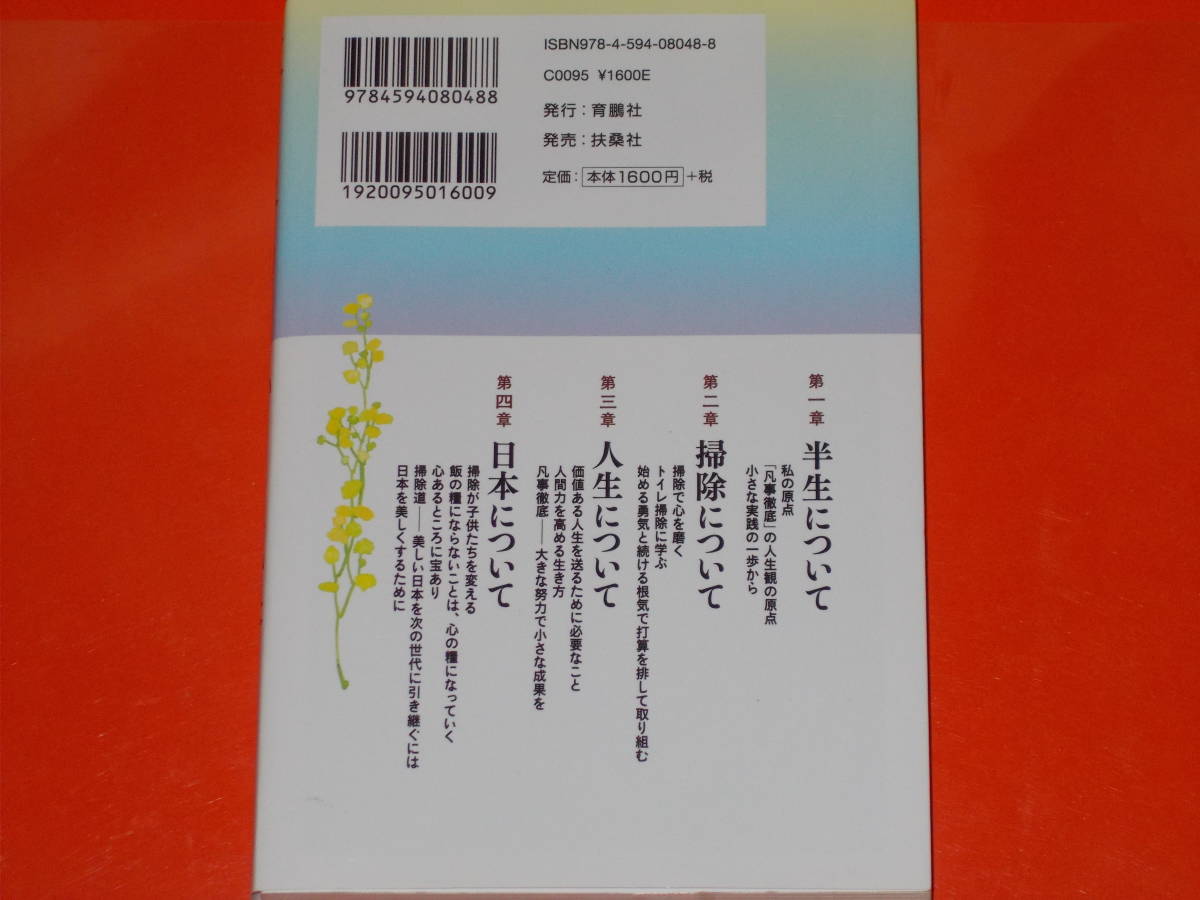 9784594080488
1920095016009
ISBN978-4-594-08048-8
C0095 ¥1600E
発行：育鵬社
発売：扶桑社
定価：本体1600円+税
第一章 半生について
私の原点
「凡事徹底」の人生観の原点
小さな実践の一歩から
第二章 掃除について
掃除で心を磨く
トイレ掃除に学ぶ
始める勇気と続ける根気で打算を排して取り組む
第三章 人生について
価値ある人生を送るために必要なこと
人間力を高める生き方
凡事徹底――大きな努力で小さな成果を
第四章 日本について
掃除が子供たちを変える
飯の糧にならないことは、心の糧になっていく
心あるところに宝あり
掃除道――美しい日本を次の世代に引き継ぐには
日本を美しくするために